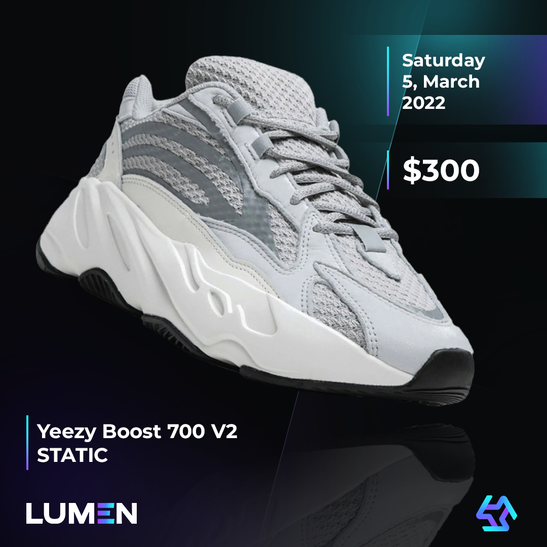 Saturday
5, March
2022
$300
Yeezy Boost 700 V2
STATIC
LUMEN